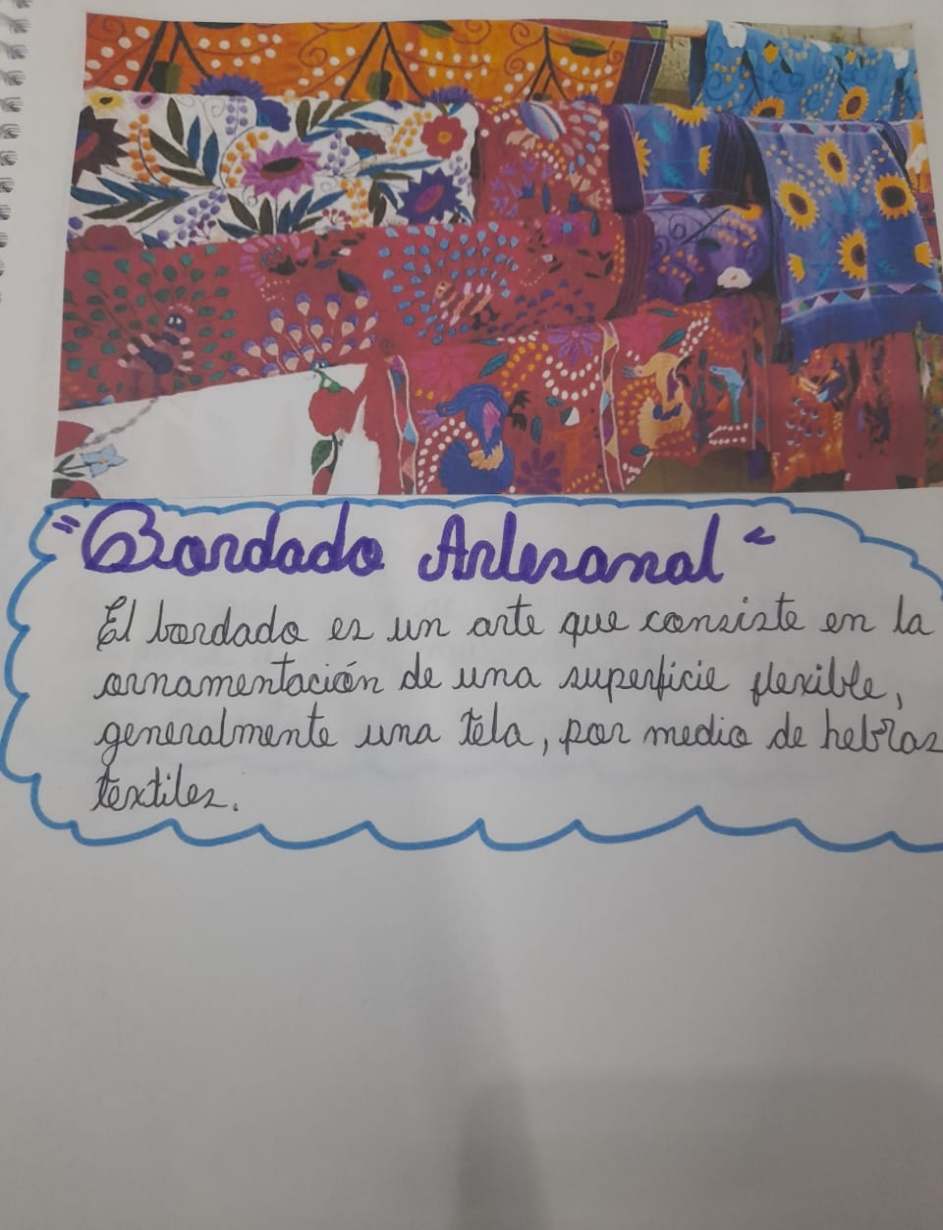 "Bordado Artesanal"
El bordado es un arte que consiste en la
ornamentación de una superficie flexible,
generalmente una tela, por medio de hebras
textiles.